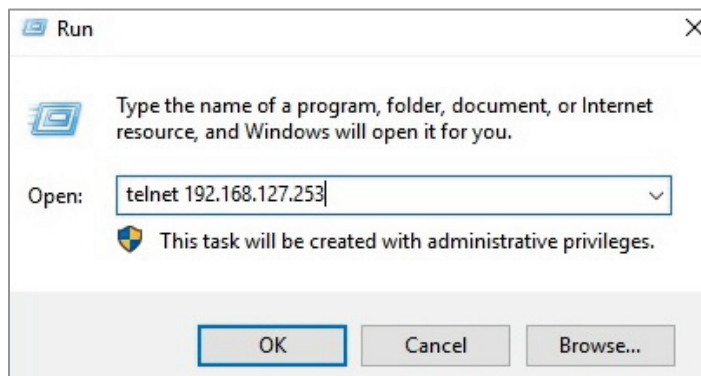 Run
Type the name of a program, folder, document, or Internet
resource, and Windows will open it for you.
Open:
telnet 192.168.127.253
This task will be created with administrative privileges.
OK
Cancel
Browse...